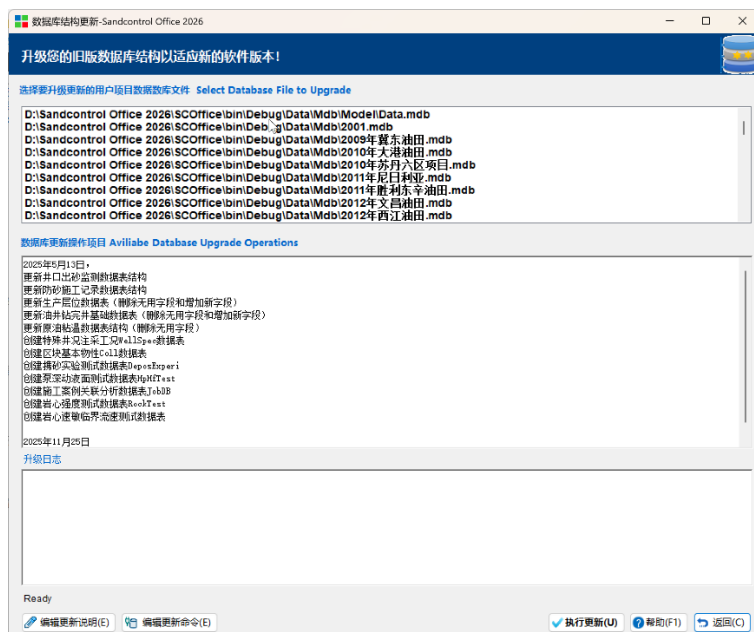 数据库结构更新-Sandcontrol Office 2026
升级您的旧版数据库结构以适应新的软件版本!
选择要升级更新的用户项目数据数库文件 Select Database File to Upgrade
D:\Sandcontrol Office 2026\SCOffice\bin\Debug\Data\Mdb\Model\Data.mdb
D:\Sandcontrol Office 2026\SCOffice\bin\Debug\Data\Mdb\2001.mdb
D:\Sandcontrol Office 2026\SCOffice\bin\Debug\Data\Mdb\2009年冀东油田.mdb
D:\Sandcontrol Office 2026\SCOffice\bin\Debug\Data\Mdb\2010年大港油田.mdb
D:\Sandcontrol Office 2026\SCOffice\bin\Debug\Data\Mdb\2010年苏丹六区项目.mdb
D:\Sandcontrol Office 2026\SCOffice\bin\Debug\Data\Mdb\2011年尼日利亚.mdb
D:\Sandcontrol Office 2026\SCOffice\bin\Debug\Data\Mdb\2011年胜利东辛油田.mdb
D:\Sandcontrol Office 2026\SCOffice\bin\Debug\Data\Mdb\2012年文昌油田.mdb
D:\Sandcontrol Office 2026\SCOffice\bin\Debug\Data\Mdb\2012年西江油田.mdb
数据库更新操作项目 Aviliabe Database Upgrade Operations
2025年5月13日,
更新井口出砂监测数据表结构
更新防砂施工记录数据表结构
更新生产层位数据表（删除无用字段和增加新字段）
更新油井钻完井基础数据表（删除无用字段和增加新字段）
更新原油粘温数据表结构（删除无用字段）
创建特殊井况注采工况WellSpec数据表
创建区块基本物性Coll数据表
创建携砂实验测试数据表DeposExperi
创建泵深动液面测试数据表HpHfTest
创建施工案例关联分析数据表JobDB
创建岩心强度测试数据表RockTest
创建岩心速敏临界流速测试数据表
2025年11月25日
升级日志
Ready
编辑更新说明(E) 编辑更新命令(E) 执行更新(U) 帮助(F1) 返回(C)